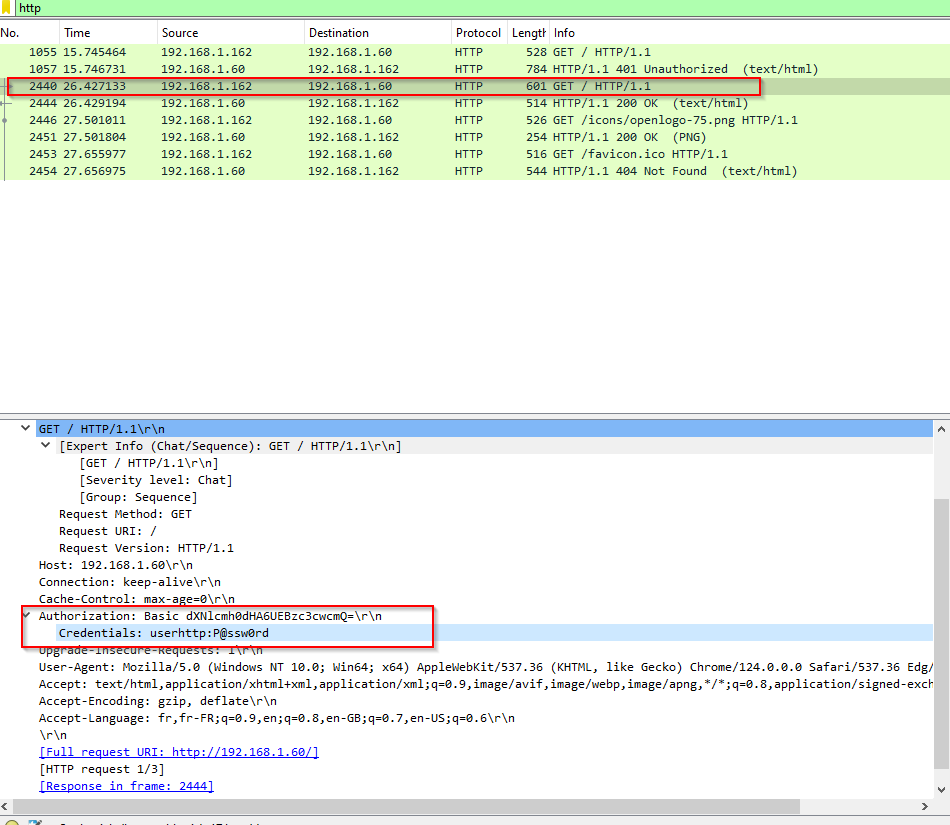 http
No. Time Source Destination Protocol Length Info
1055 15.745464 192.168.1.162 192.168.1.60 HTTP 528 GET / HTTP/1.1
1057 15.746731 192.168.1.60 192.168.1.162 HTTP 784 HTTP/1.1 401 Unauthorized (text/html)
2440 26.427133 192.168.1.162 192.168.1.60 HTTP 601 GET / HTTP/1.1
2444 26.429194 192.168.1.60 192.168.1.162 HTTP 514 HTTP/1.1 200 OK (text/html)
2446 27.501011 192.168.1.162 192.168.1.60 HTTP 526 GET /icons/openlogo-75.png HTTP/1.1
2451 27.501804 192.168.1.60 192.168.1.162 HTTP 254 HTTP/1.1 200 OK (PNG)
2453 27.655977 192.168.1.162 192.168.1.60 HTTP 516 GET /favicon.ico HTTP/1.1
2454 27.656975 192.168.1.60 192.168.1.162 HTTP 544 HTTP/1.1 404 Not Found (text/html)
GET / HTTP/1.1\r\n
[Expert Info (Chat/Sequence): GET / HTTP/1.1\r\n]
[GET / HTTP/1.1\r\n]
[Severity level: Chat]
[Group: Sequence]
Request Method: GET
Request URI: /
Request Version: HTTP/1.1
Host: 192.168.1.60\r\n
Connection: keep-alive\r\n
Cache-Control: max-age=0\r\n
Authorization: Basic dXNlcmh0dHA6UEBzc3cwcmQ=\r\n
Credentials: userhttp:P@ssw0rd
Upgrade-Insecure-Requests: 1\r\n
User-Agent: Mozilla/5.0 (Windows NT 10.0; Win64; x64) AppleWebKit/537.36 (KHTML, like Gecko) Chrome/124.0.0.0 Safari/537.36 Edg/
Accept: text/html,application/xhtml+xml,application/xml;q=0.9,image/avif,image/webp,image/apng,*/*;q=0.8,application/signed-exch
Accept-Encoding: gzip, deflate\r\n
Accept-Language: fr,fr-FR;q=0.9,en;q=0.8,en-GB;q=0.7,en-US;q=0.6\r\n
\r\n
[Full request URI: http://192.168.1.60/]
[HTTP request 1/3]
[Response in frame: 2444]